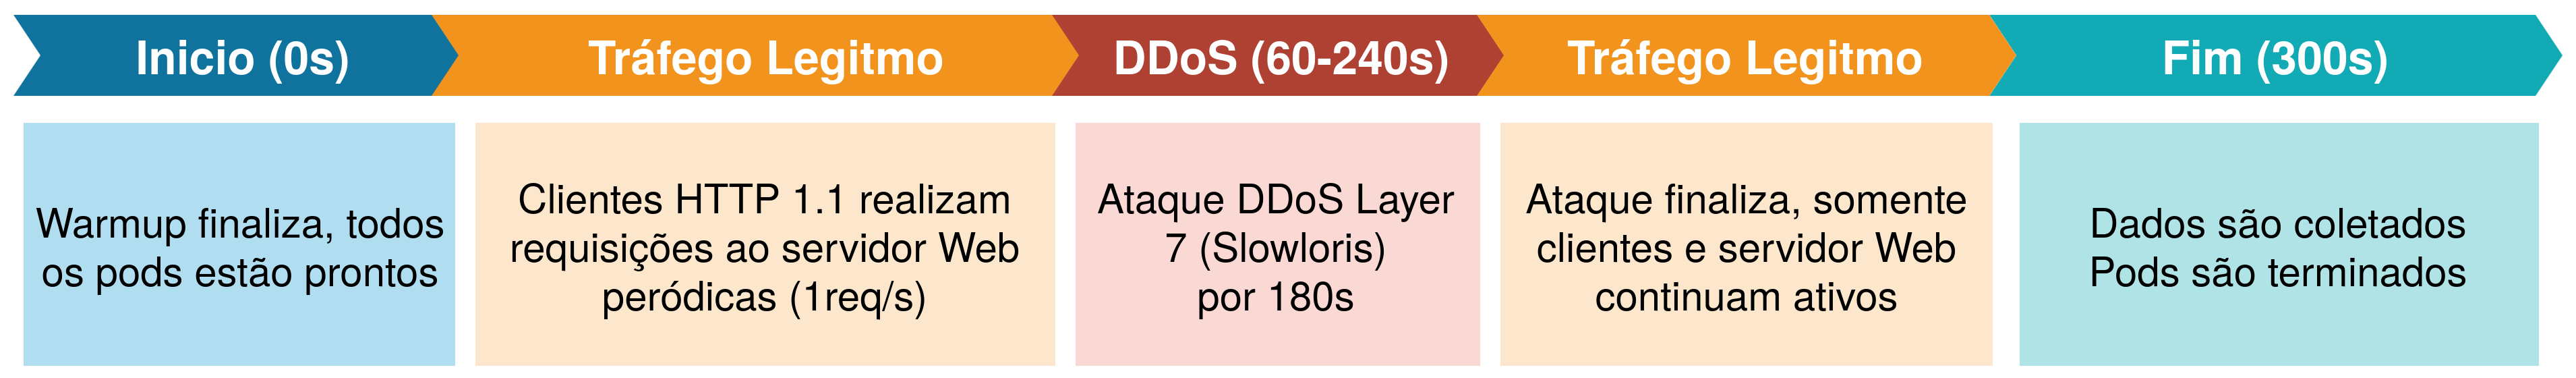 Inicio (0s)
Tráfego Legitmo
DDoS (60-240s)
Tráfego Legitmo
Fim (300s)
Warmup finaliza, todos
os pods estão prontos
Clientes HTTP 1.1 realizam
requisições ao servidor Web
peródicas (1req/s)
Ataque DDoS Layer
7 (Slowloris)
por 180s
Ataque finaliza, somente
clientes e servidor Web
continuam ativos
Dados são coletados
Pods são terminados